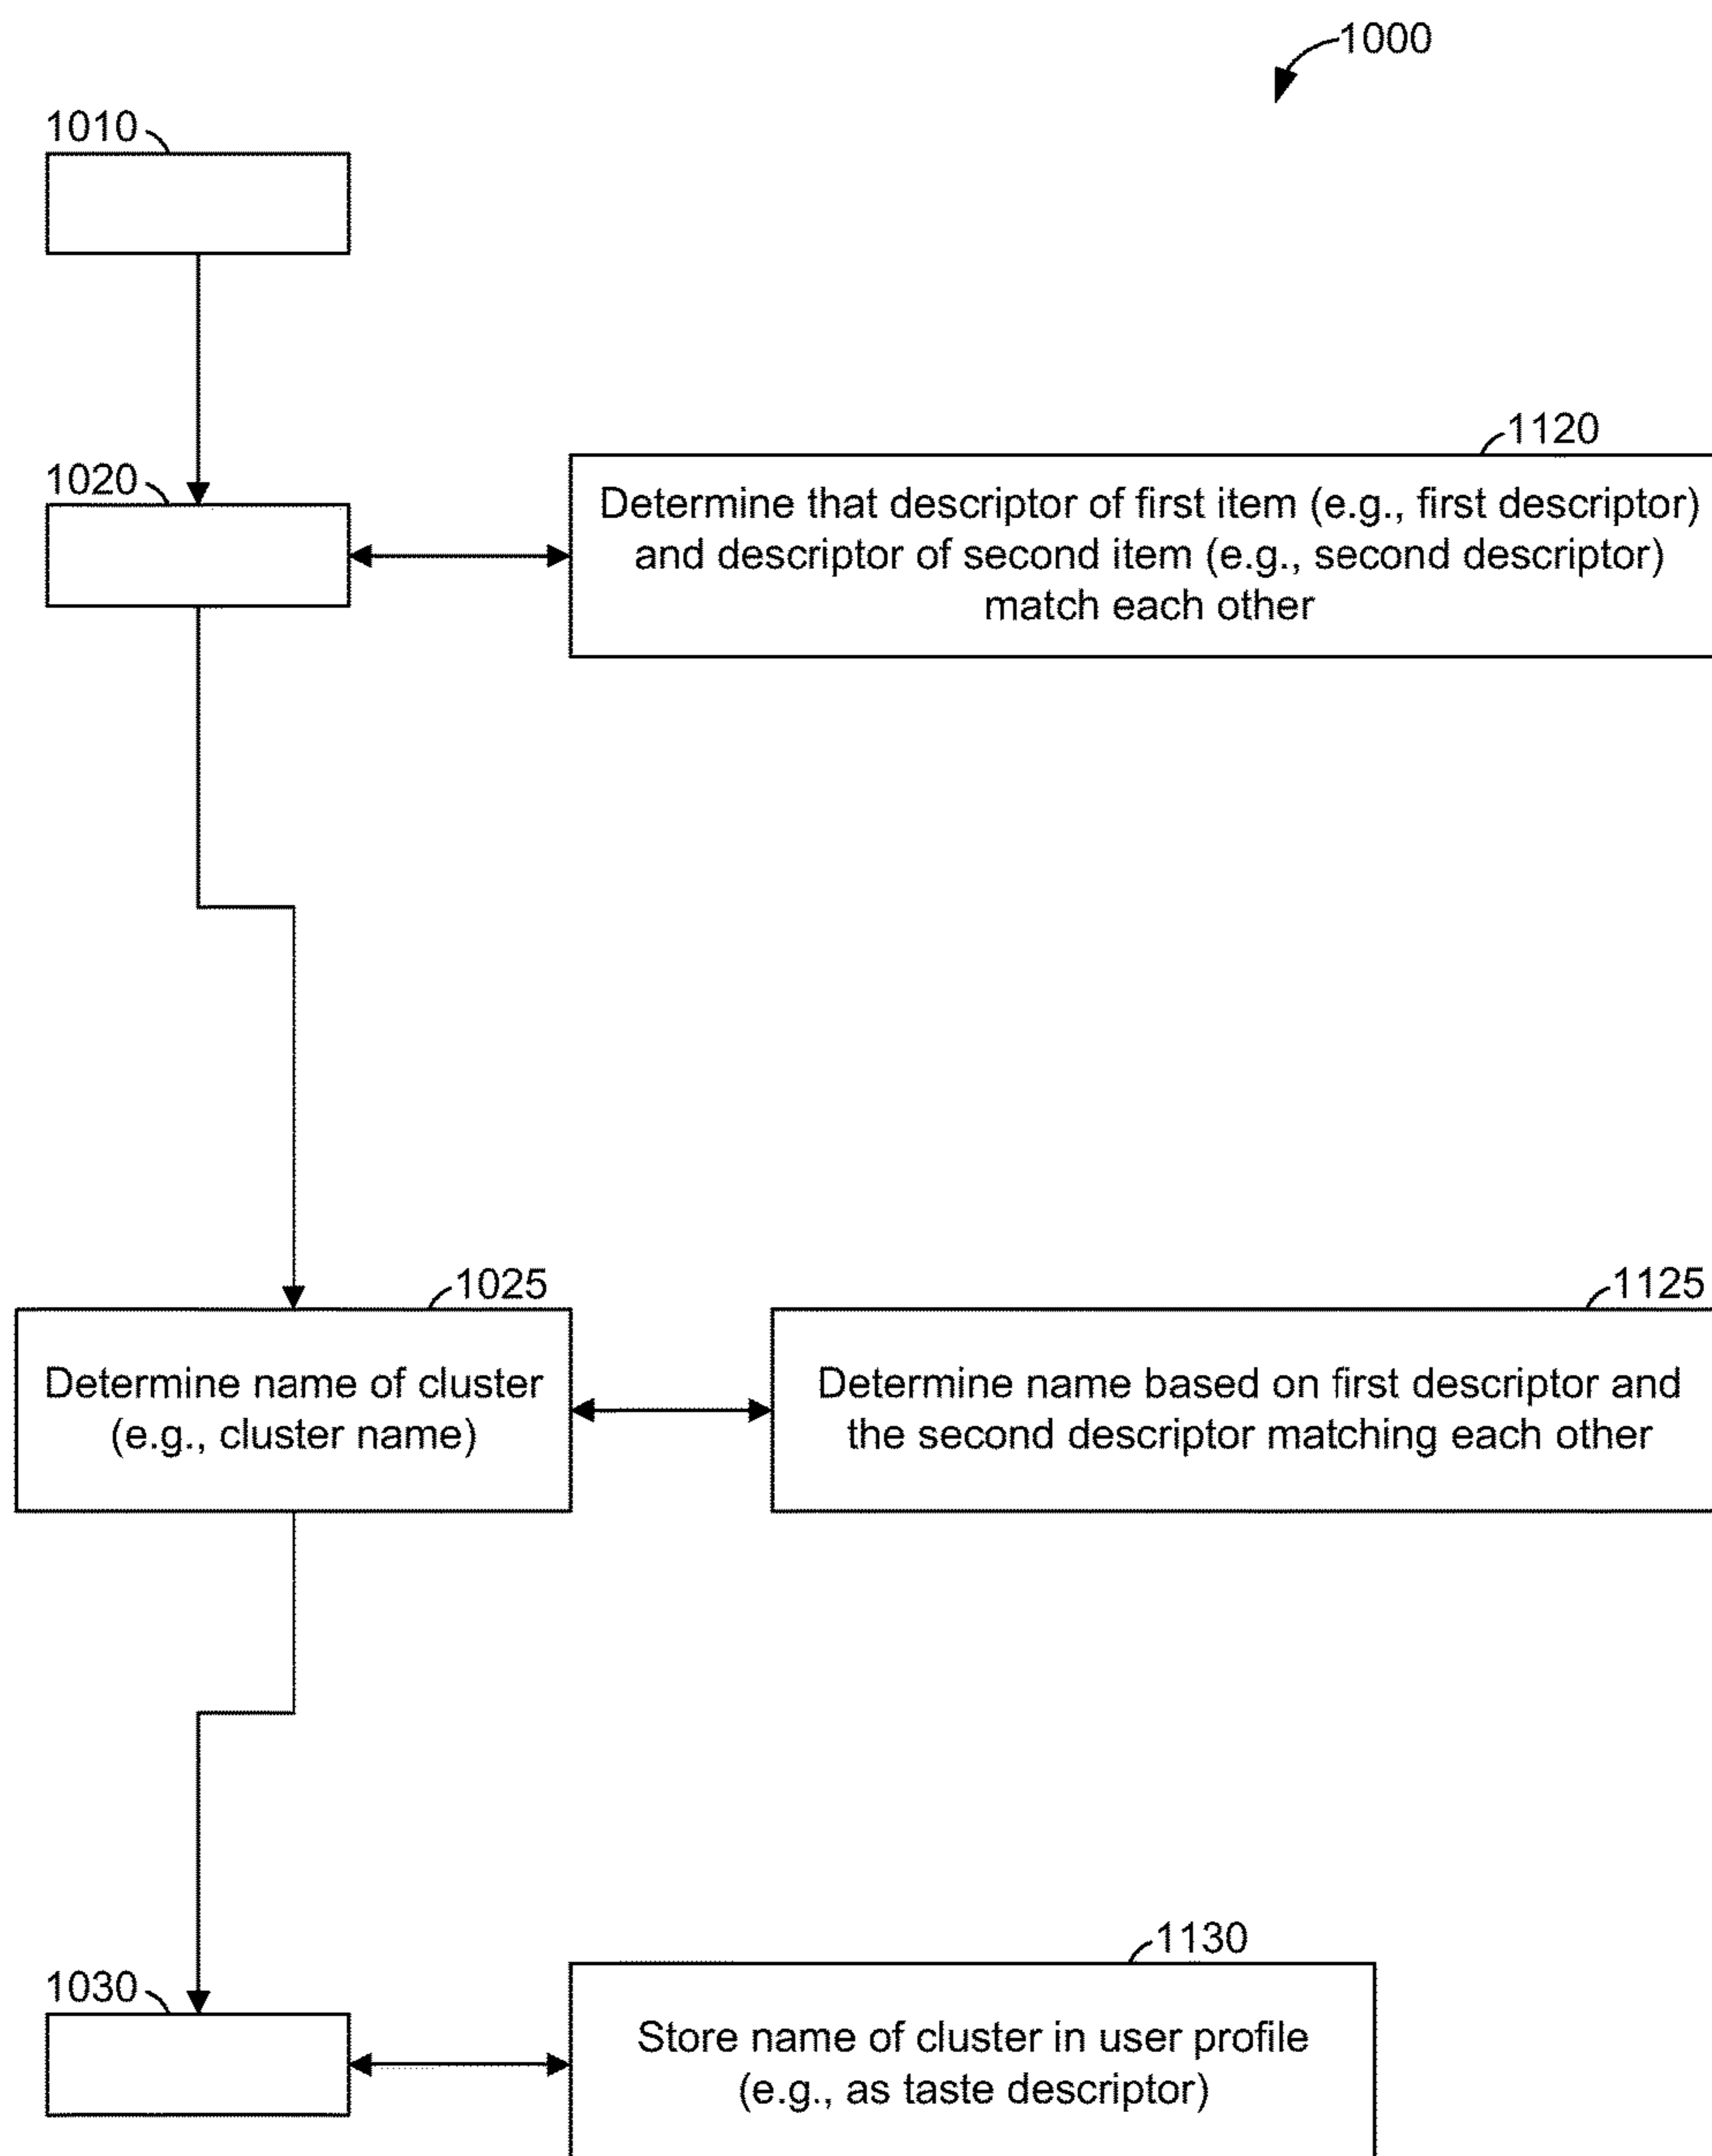 1000
1010
1020
1120
Determine that descriptor of first item (e.g., first descriptor)
and descriptor of second item (e.g., second descriptor)
match each other
1025
Determine name of cluster
(e.g., cluster name)
1125
Determine name based on first descriptor and
the second descriptor matching each other
1030
1130
Store name of cluster in user profile
(e.g., as taste descriptor)